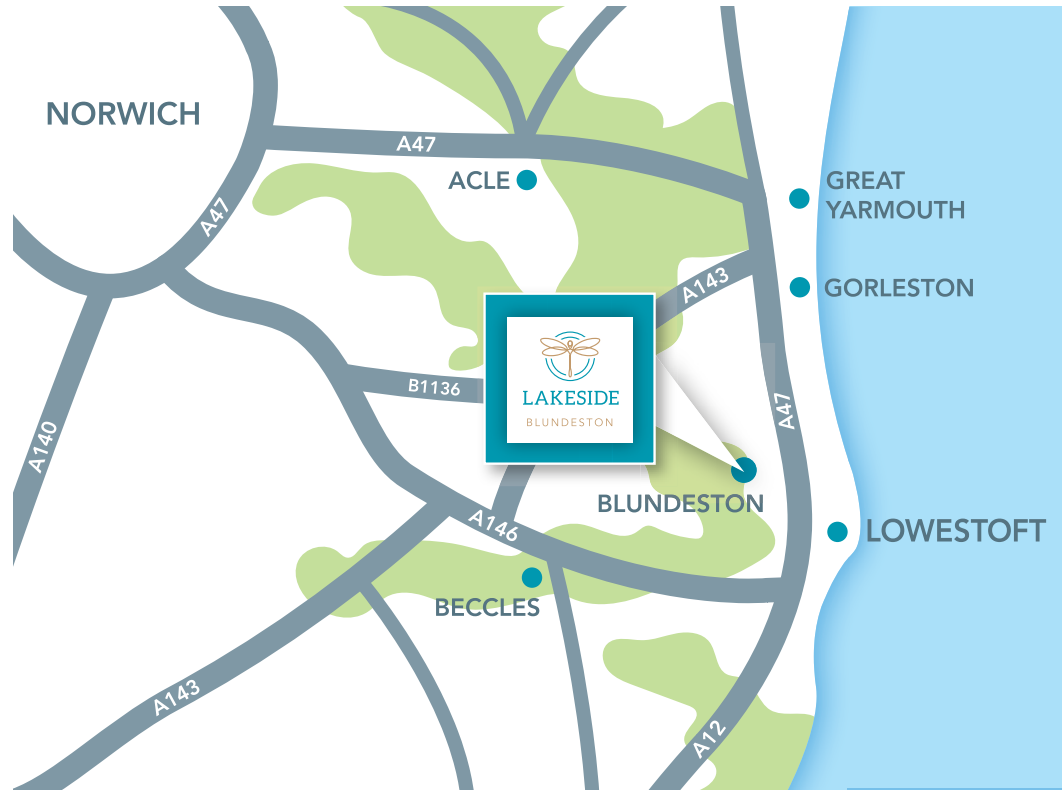 NORWICH
A47
ACLE
GREAT
YARMOUTH
A47
A143
GORLESTON
LAKESIDE
BLUNDESTON
B1136
A47
A140
BLUNDESTON
A146
LOWESTOFT
BECCLES
A143
A12